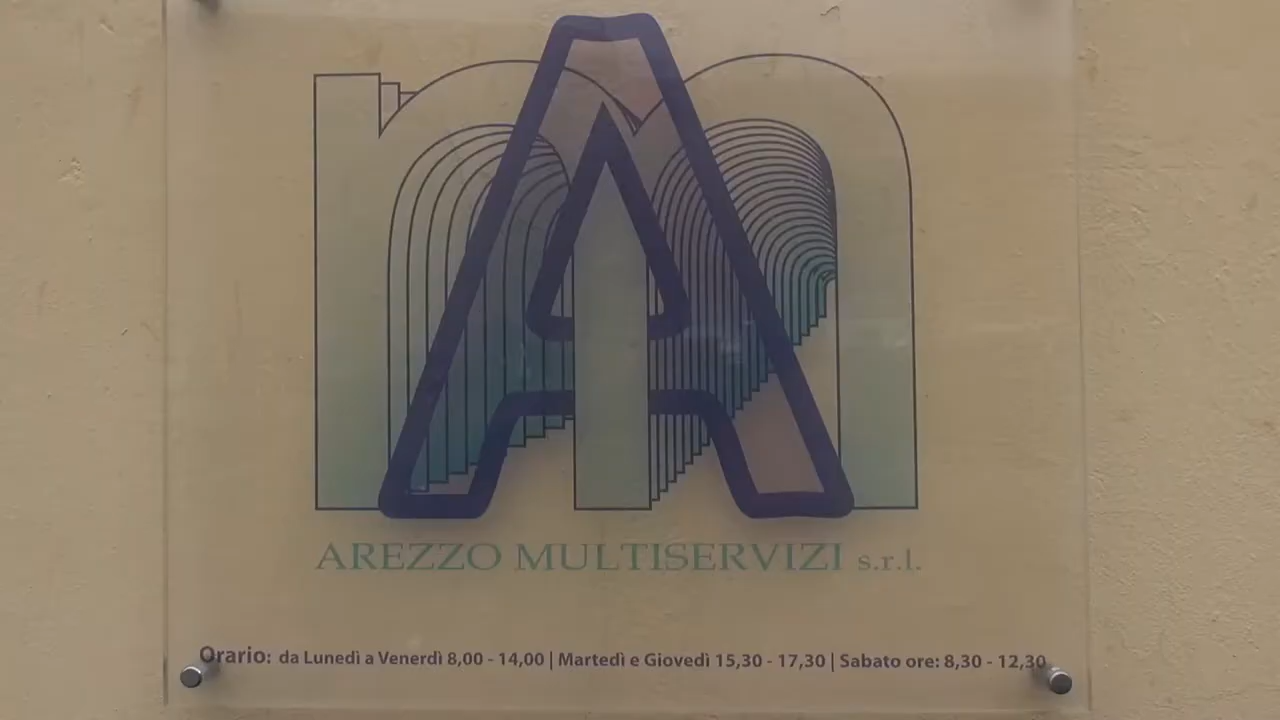 AREZZO MULTISERVIZI s.r.l.
Orario: da Lunedì a Venerdì 8,00 - 14,00 | Martedì e Giovedì 15,30 - 17,30 | Sabato ore: 8,30 - 12,30